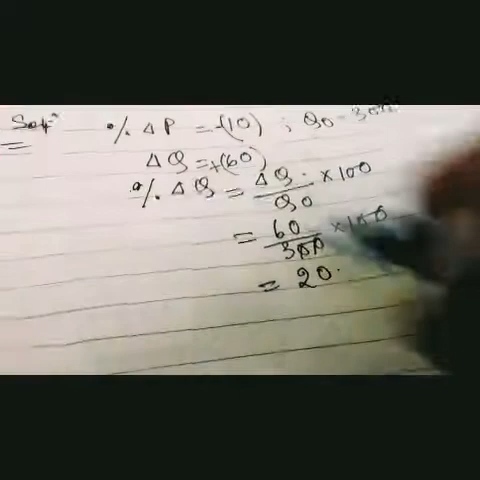 Sol:
% ΔP = -(10) ; Q0 - 300
ΔQ = +(60)
% ΔQ = ΔQ/Q0 × 100
= 60/300 × 100
= 20.